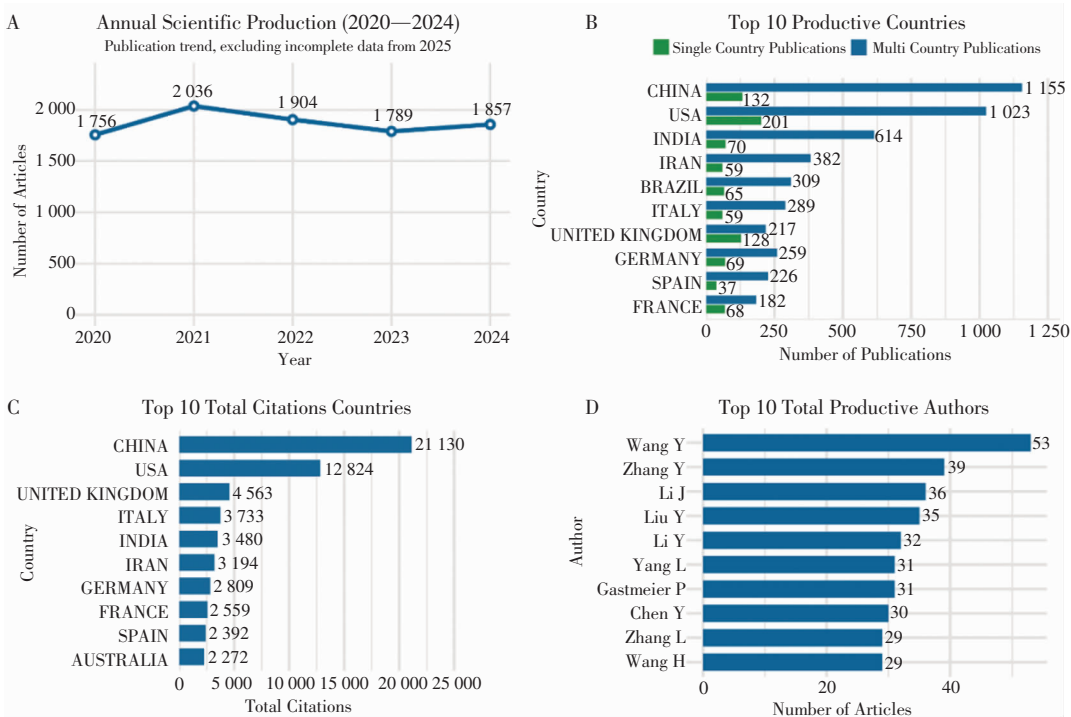 A
Annual Scientific Production (2020—2024)
Publication trend, excluding incomplete data from 2025
Number of Articles
2 000
1 500
1 000
500
0
1 756
2 036
1 904
1 789
1 857
2020
2021
2022
2023
2024
Year
B
Top 10 Productive Countries
Single Country Publications
Multi Country Publications
Country
CHINA
1 155
132
USA
1 023
201
INDIA
614
70
IRAN
382
59
BRAZIL
309
65
ITALY
289
59
UNITED KINGDOM
217
128
GERMANY
259
69
SPAIN
226
37
FRANCE
182
68
0
250
500
750
1 000
1 250
Number of Publications
C
Top 10 Total Citations Countries
Country
CHINA
21 130
USA
12 824
UNITED KINGDOM
4 563
ITALY
3 733
INDIA
3 480
IRAN
3 194
GERMANY
2 809
FRANCE
2 559
SPAIN
2 392
AUSTRALIA
2 272
0
5 000
10 000
15 000
20 000
25 000
Total Citations
D
Top 10 Total Productive Authors
Author
Wang Y
53
Zhang Y
39
Li J
36
Liu Y
35
Li Y
32
Yang L
31
Gastmeier P
31
Chen Y
30
Zhang L
29
Wang H
29
0
20
40
Number of Articles